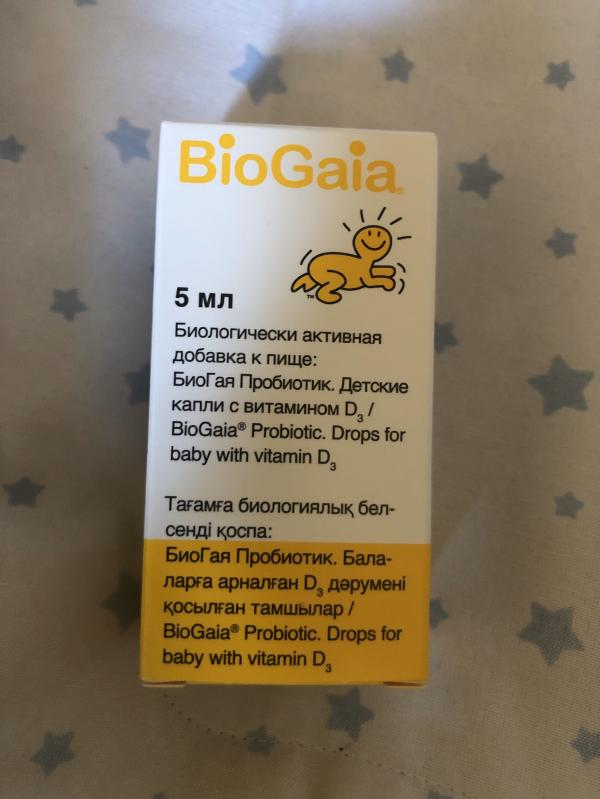 BioGaia®
5 мл
Биологически активная
добавка к пище:
БиоГая Пробиотик. Детские
капли с витамином D₃ /
BioGaia® Probiotic. Drops for
baby with vitamin D₃
Тағамға биологиялық бел-
сенді қоспа:
БиоГая Пробиотик. Бала-
ларға арналған D₃ дәрумені
қосылған тамшылар /
BioGaia® Probiotic. Drops for
baby with vitamin D₃
™